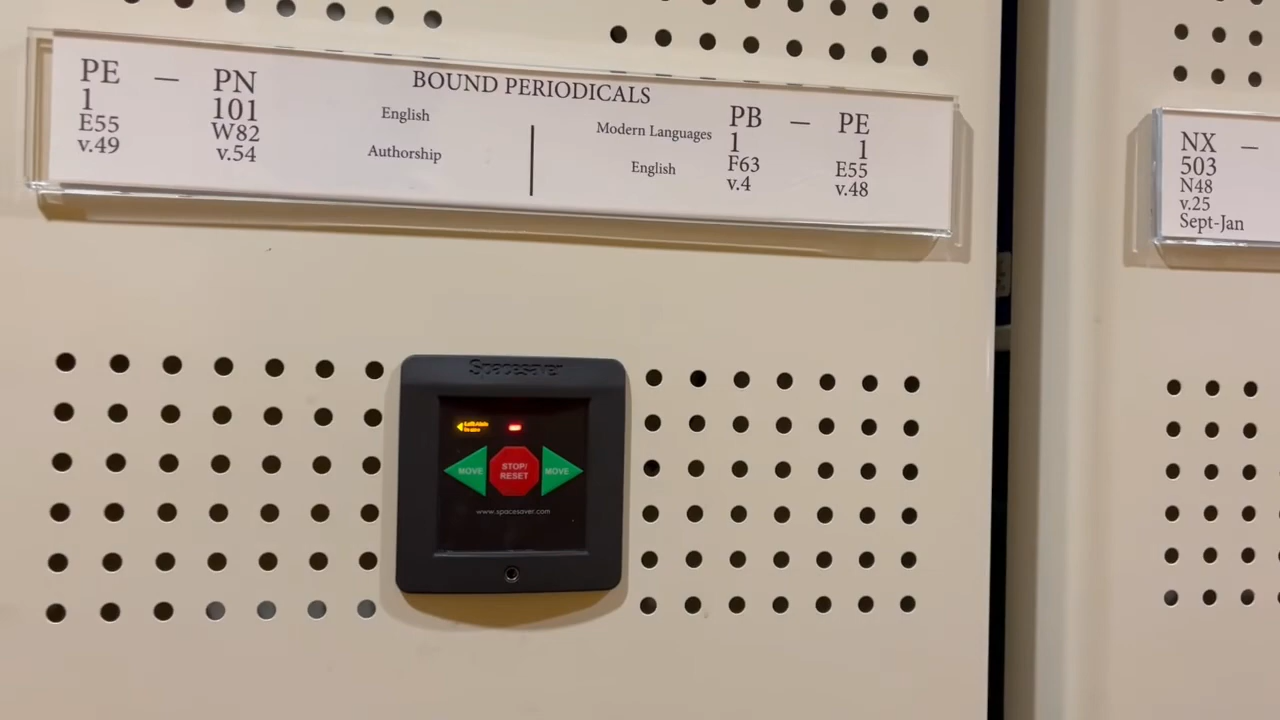 BOUND PERIODICALS
PE — PN
1 101
E55 W82
v.49 v.54
English
Authorship
Modern Languages
English
PB — PE
1 1
F63 E55
v.4 v.48
NX —
503
N48
v.25
Sept-Jan
Spacesaver
MOVE
STOP/
RESET
MOVE
www.spacesaver.com